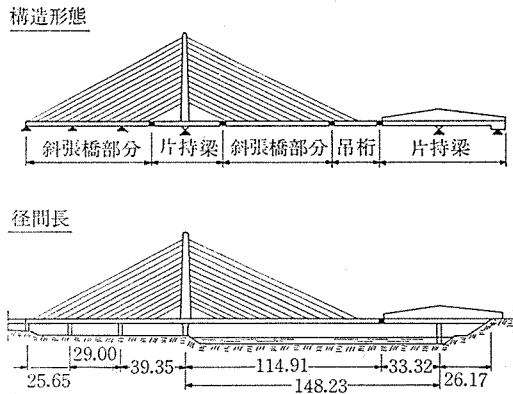 構造形態
斜張橋部分 片持梁 斜張橋部分 吊桁 片持梁
径間長
29.00
25.65 39.35 114.91 33.32 26.17
148.23